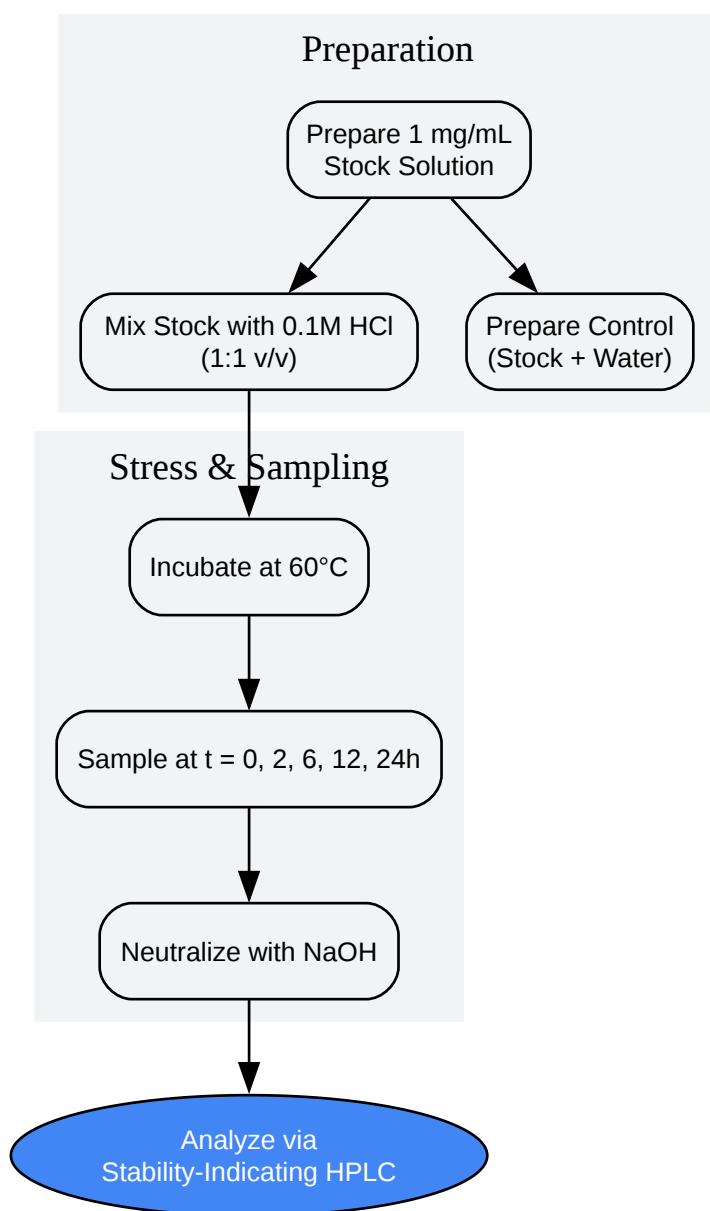 Preparation
Prepare 1 mg/mL
Stock Solution
Mix Stock with 0.1M HCl
(1:1 v/v)
Prepare Control
(Stock + Water)
Stress & Sampling
Incubate at 60°C
Sample at t = 0, 2, 6, 12, 24h
Neutralize with NaOH
Analyze via
Stability-Indicating HPLC